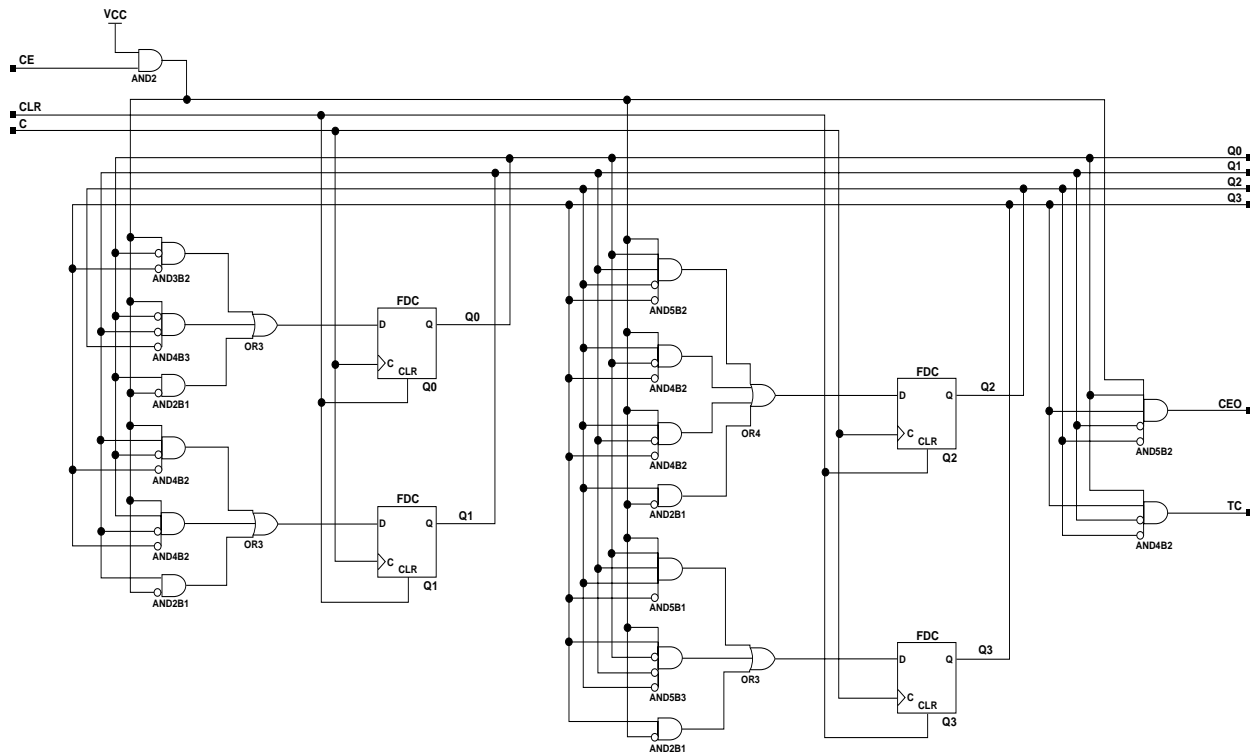 VCC
CE
AND2
CLR
C
Q0
Q1
Q2
Q3
AND3B2
AND4B3
OR3
AND2B1
FDC
D
Q
C
CLR
Q0
Q0
AND4B2
AND4B2
OR3
AND2B1
FDC
D
Q
C
CLR
Q1
Q1
AND5B2
AND4B2
AND4B2
OR4
AND2B1
FDC
D
Q
C
CLR
Q2
Q2
AND5B1
AND5B3
OR3
AND2B1
FDC
D
Q
C
CLR
Q3
Q3
CEO
AND5B2
TC
AND4B2